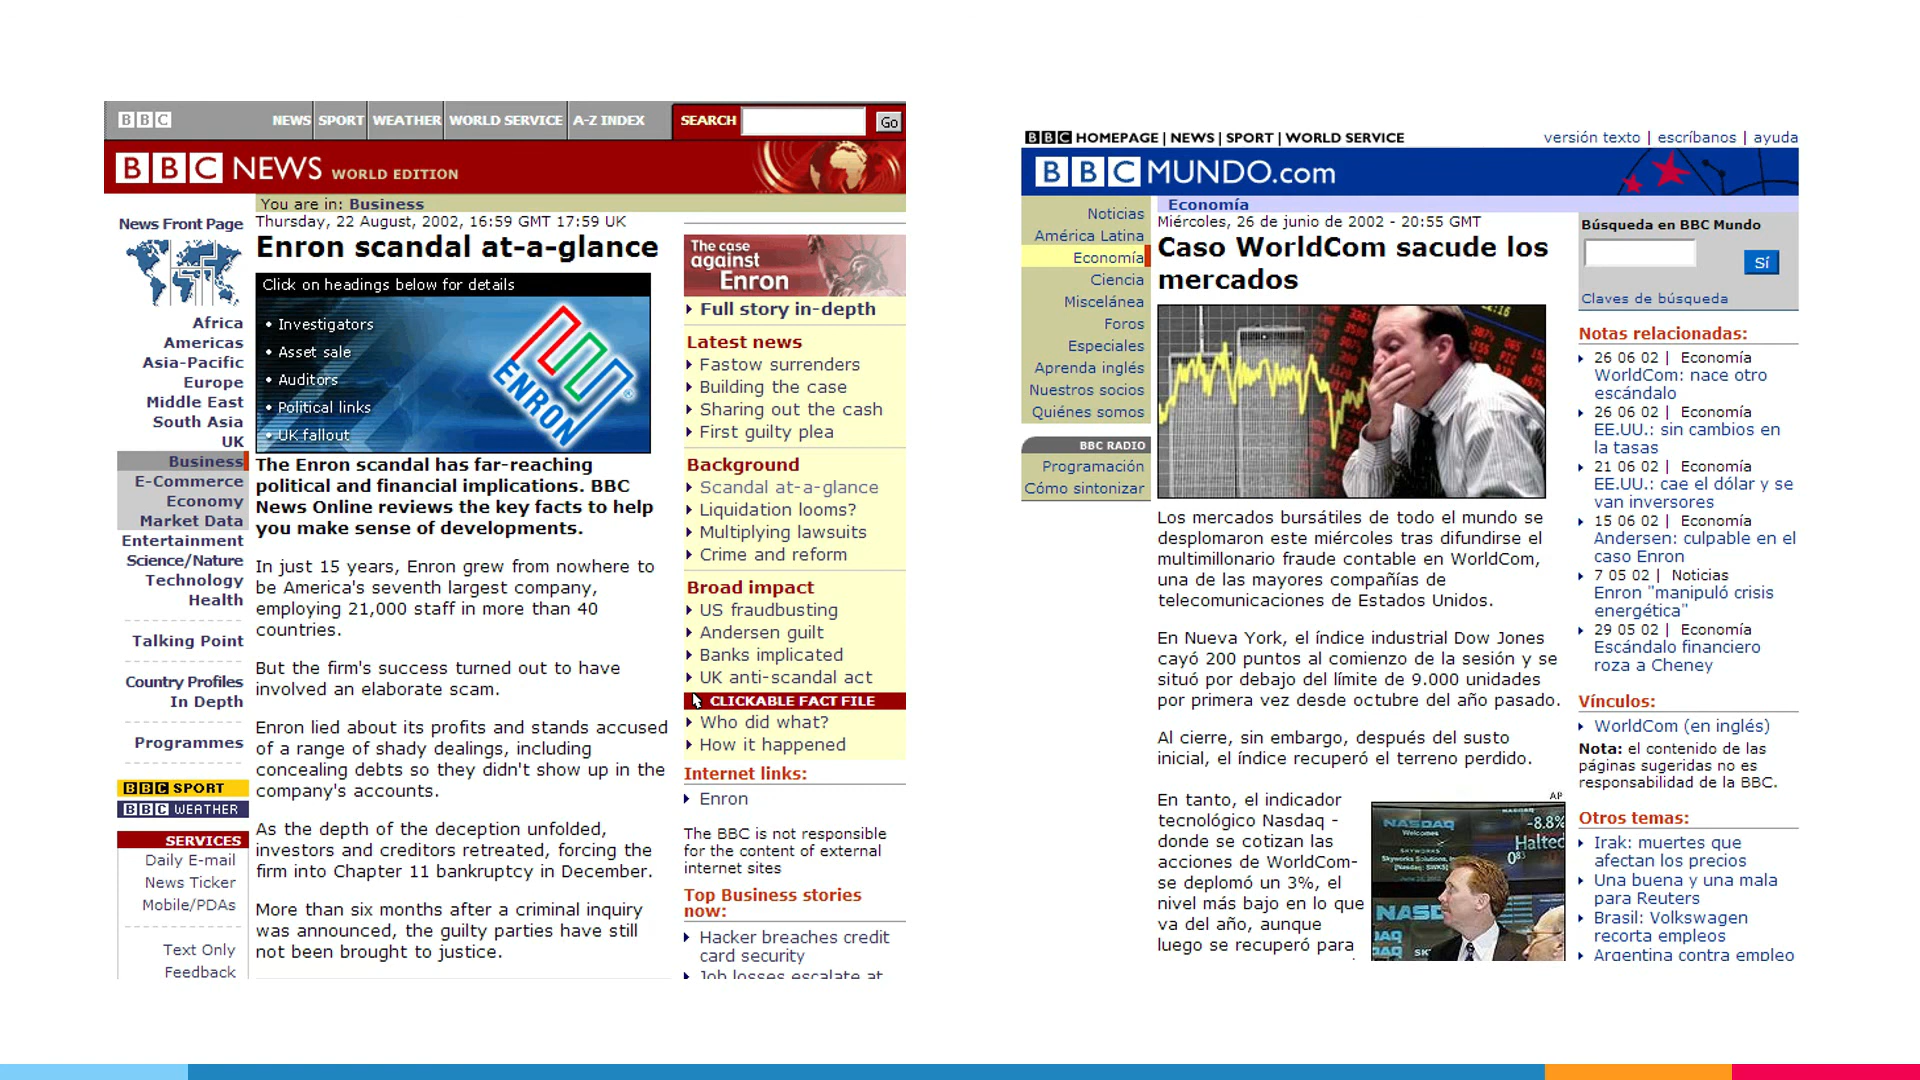 BBC NEWS SPORT WEATHER WORLD SERVICE A-Z INDEX SEARCH Go
BBC NEWS WORLD EDITION
You are in: Business
News Front Page
Africa
Americas
Asia-Pacific
Europe
Middle East
South Asia
UK
Business
E-Commerce
Economy
Market Data
Entertainment
Science/Nature
Technology
Health
Talking Point
Country Profiles
In Depth
Programmes
BBC SPORT
BBC WEATHER
SERVICES
Daily E-mail
News Ticker
Mobile/PDAs
Text Only
Feedback
Thursday, 22 August, 2002, 16:59 GMT 17:59 UK
Enron scandal at-a-glance
Click on headings below for details
• Investigators
• Asset sale
• Auditors
• Political links
• UK fallout
ENRON
The Enron scandal has far-reaching
political and financial implications. BBC
News Online reviews the key facts to help
you make sense of developments.
In just 15 years, Enron grew from nowhere to
be America's seventh largest company,
employing 21,000 staff in more than 40
countries.
But the firm's success turned out to have
involved an elaborate scam.
Enron lied about its profits and stands accused
of a range of shady dealings, including
concealing debts so they didn't show up in the
company's accounts.
As the depth of the deception unfolded,
investors and creditors retreated, forcing the
firm into Chapter 11 bankruptcy in December.
More than six months after a criminal inquiry
was announced, the guilty parties have still
not been brought to justice.
The case
against
Enron
Full story in-depth
Latest news
Fastow surrenders
Building the case
Sharing out the cash
First guilty plea
Background
Scandal at-a-glance
Liquidation looms?
Multiplying lawsuits
Crime and reform
Broad impact
US fraudbusting
Andersen guilt
Banks implicated
UK anti-scandal act
CLICKABLE FACT FILE
Who did what?
How it happened
Internet links:
Enron
The BBC is not responsible
for the content of external
internet sites
Top Business stories
now:
Hacker breaches credit
card security
Job losses escalate at
BBC HOMEPAGE | NEWS | SPORT | WORLD SERVICE
versión texto | escríbanos | ayuda
BBC MUNDO.com
Noticias
América Latina
Economía
Ciencia
Miscelánea
Foros
Especiales
Aprenda inglés
Nuestros socios
Quiénes somos
BBC RADIO
Programación
Cómo sintonizar
Economía
Miércoles, 26 de junio de 2002 - 20:55 GMT
Caso WorldCom sacude los
mercados
Los mercados bursátiles de todo el mundo se
desplomaron este miércoles tras difundirse el
multimillonario fraude contable en WorldCom,
una de las mayores compañías de
telecomunicaciones de Estados Unidos.
En Nueva York, el índice industrial Dow Jones
cayó 200 puntos al comienzo de la sesión y se
situó por debajo del límite de 9.000 unidades
por primera vez desde octubre del año pasado.
Al cierre, sin embargo, después del susto
inicial, el índice recuperó el terreno perdido.
En tanto, el indicador
tecnológico Nasdaq -
donde se cotizan las
acciones de WorldCom-
se deplomó un 3%, el
nivel más bajo en lo que
va del año, aunque
luego se recuperó para
AP
NASDAQ
Welcomes
-8.8%
Halted
Búsqueda en BBC Mundo
Sí
Claves de búsqueda
Notas relacionadas:
26 06 02 | Economía
WorldCom: nace otro
escándalo
26 06 02 | Economía
EE.UU.: sin cambios en
la tasas
21 06 02 | Economía
EE.UU.: cae el dólar y se
van inversores
15 06 02 | Economía
Andersen: culpable en el
caso Enron
7 05 02 | Noticias
Enron "manipuló crisis
energética"
29 05 02 | Economía
Escándalo financiero
roza a Cheney
Vínculos:
WorldCom (en inglés)
Nota: el contenido de las
páginas sugeridas no es
responsabilidad de la BBC.
Otros temas:
Irak: muertes que
afectan los precios
Una buena y una mala
para Reuters
Brasil: Volkswagen
recorta empleos
Argentina contra empleo